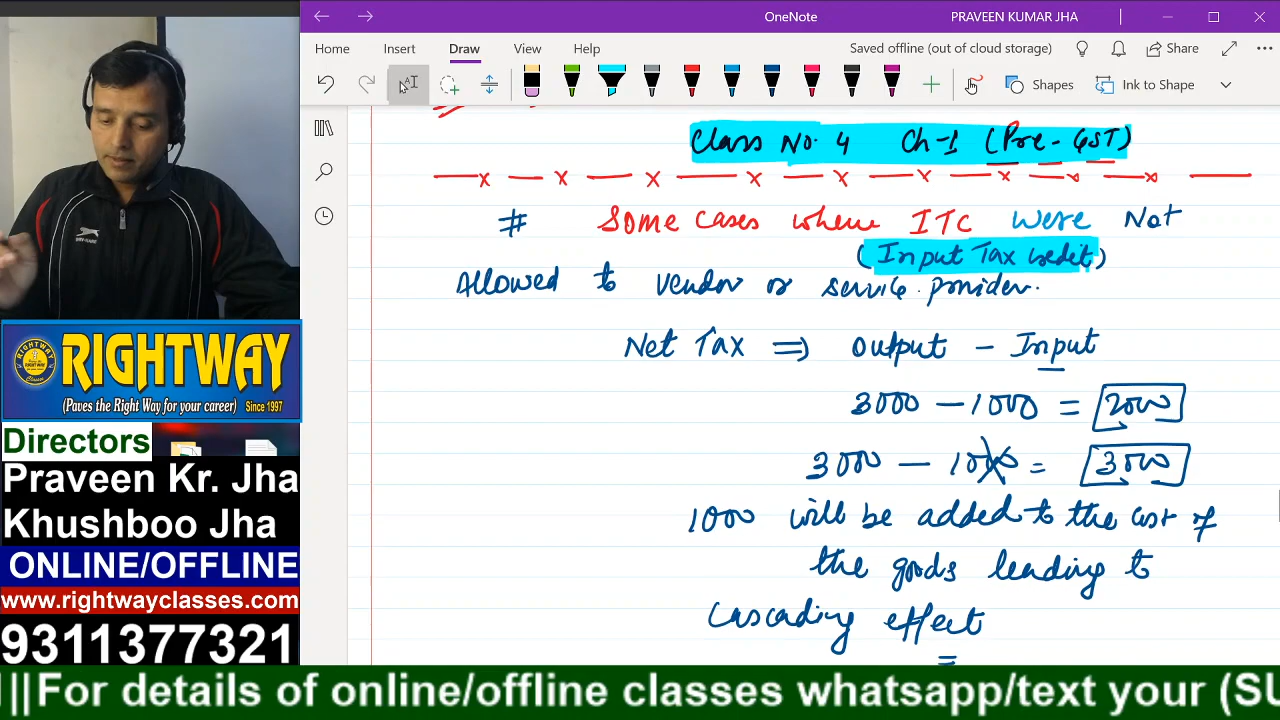 OneNote
PRAVEEN KUMAR JHA
Home Insert Draw View Help
Saved offline (out of cloud storage)
Share
Shapes
Ink to Shape
Class No. 4 Ch-1 (Pre-GST)
# Some cases where ITC were Not
(Input Tax Credit)
Allowed to vendor or service provider.
Net Tax ⇒ Output - Input
3000 - 1000 = 2000
3000 - 1000 = 3000
1000 will be added to the cost of
the goods leading to
Cascading effect
RIGHTWAY
(Paves the Right Way for your career) Since 1997
Directors
Praveen Kr. Jha
Khushboo Jha
ONLINE/OFFLINE
www.rightwayclasses.com
9311377321
||For details of online/offline classes whatsapp/text your (SU